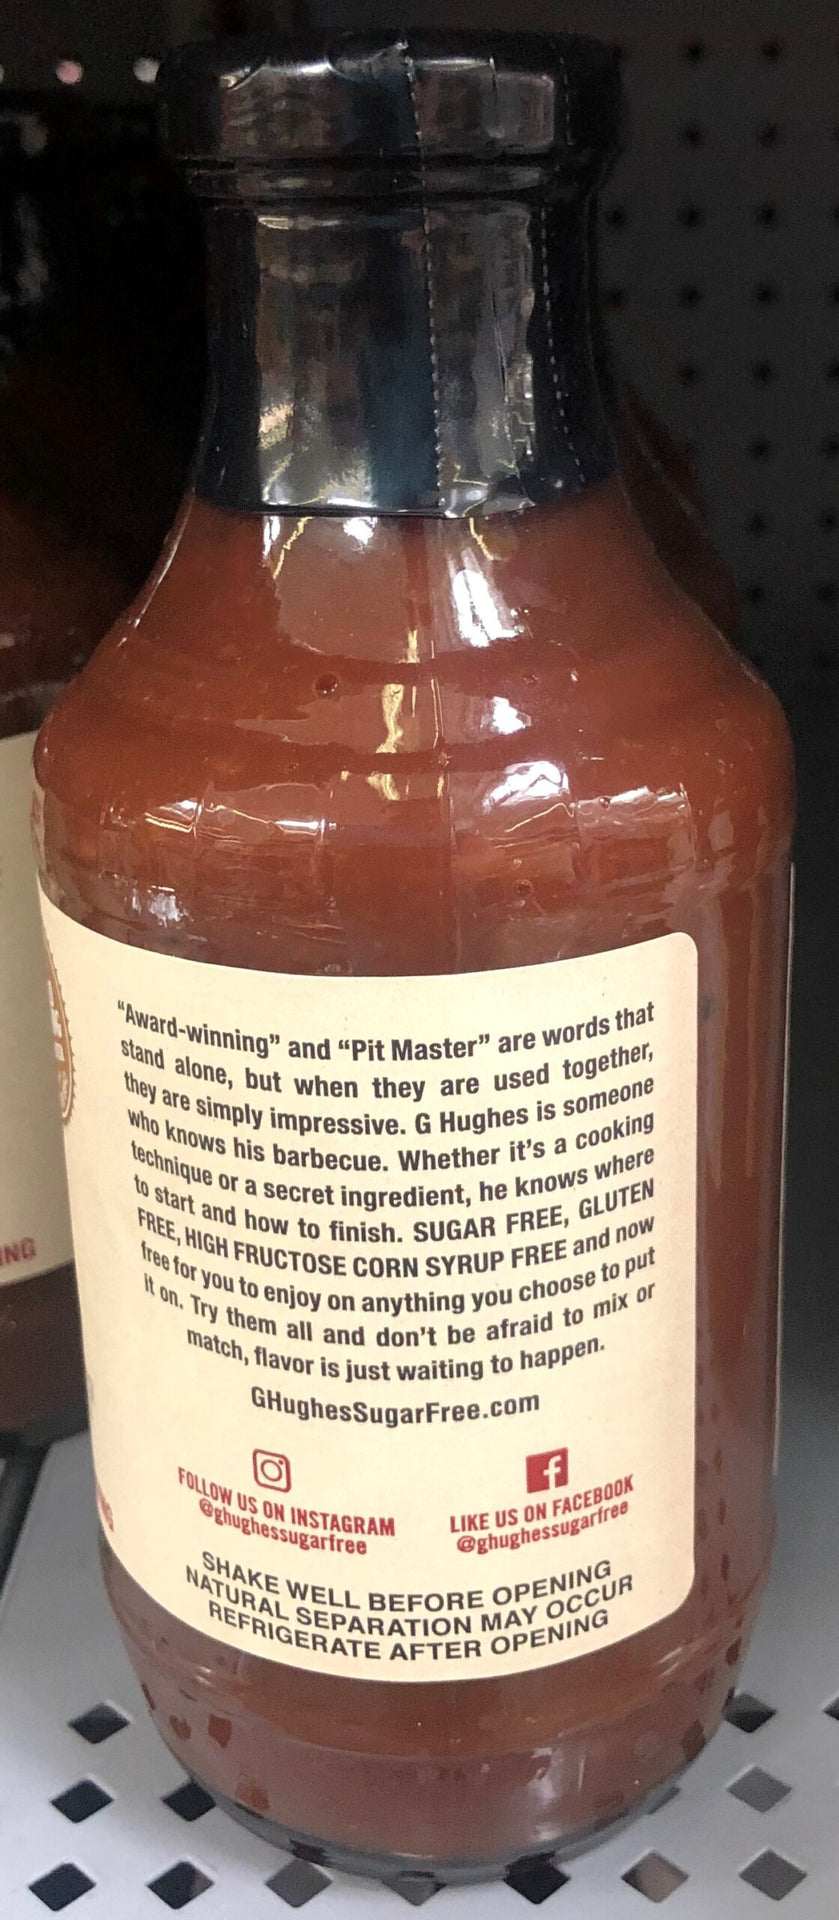 “Award-winning” and “Pit Master” are words that
stand alone, but when they are used together,
they are simply impressive. G Hughes is someone
who knows his barbecue. Whether it’s a cooking
technique or a secret ingredient, he knows where
to start and how to finish. SUGAR FREE, GLUTEN
FREE, HIGH FRUCTOSE CORN SYRUP FREE and now
free for you to enjoy on anything you choose to put
it on. Try them all and don’t be afraid to mix or
match, flavor is just waiting to happen.
GHughesSugarFree.com
FOLLOW US ON INSTAGRAM
@ghughessugarfree
LIKE US ON FACEBOOK
@ghughessugarfree
SHAKE WELL BEFORE OPENING
NATURAL SEPARATION MAY OCCUR
REFRIGERATE AFTER OPENING